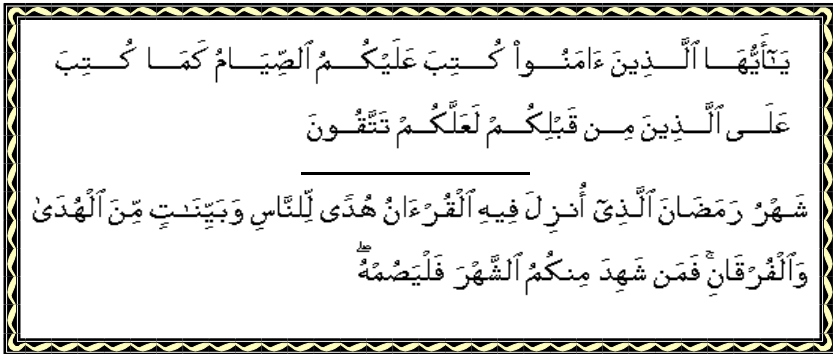 يَـٰٓأَيُّهَا ٱلَّذِينَ ءَامَنُوا۟ كُتِبَ عَلَيْكُمُ ٱلصِّيَامُ كَمَا كُتِبَ
عَلَى ٱلَّذِينَ مِن قَبْلِكُمْ لَعَلَّكُمْ تَتَّقُونَ
شَهْرُ رَمَضَانَ ٱلَّذِىٓ أُنزِلَ فِيهِ ٱلْقُرْءَانُ هُدًى لِّلنَّاسِ وَبَيِّنَـٰتٍ مِّنَ ٱلْهُدَىٰ
وَٱلْفُرْقَانِ ۚ فَمَن شَهِدَ مِنكُمُ ٱلشَّهْرَ فَلْيَصُمْهُ ۖ